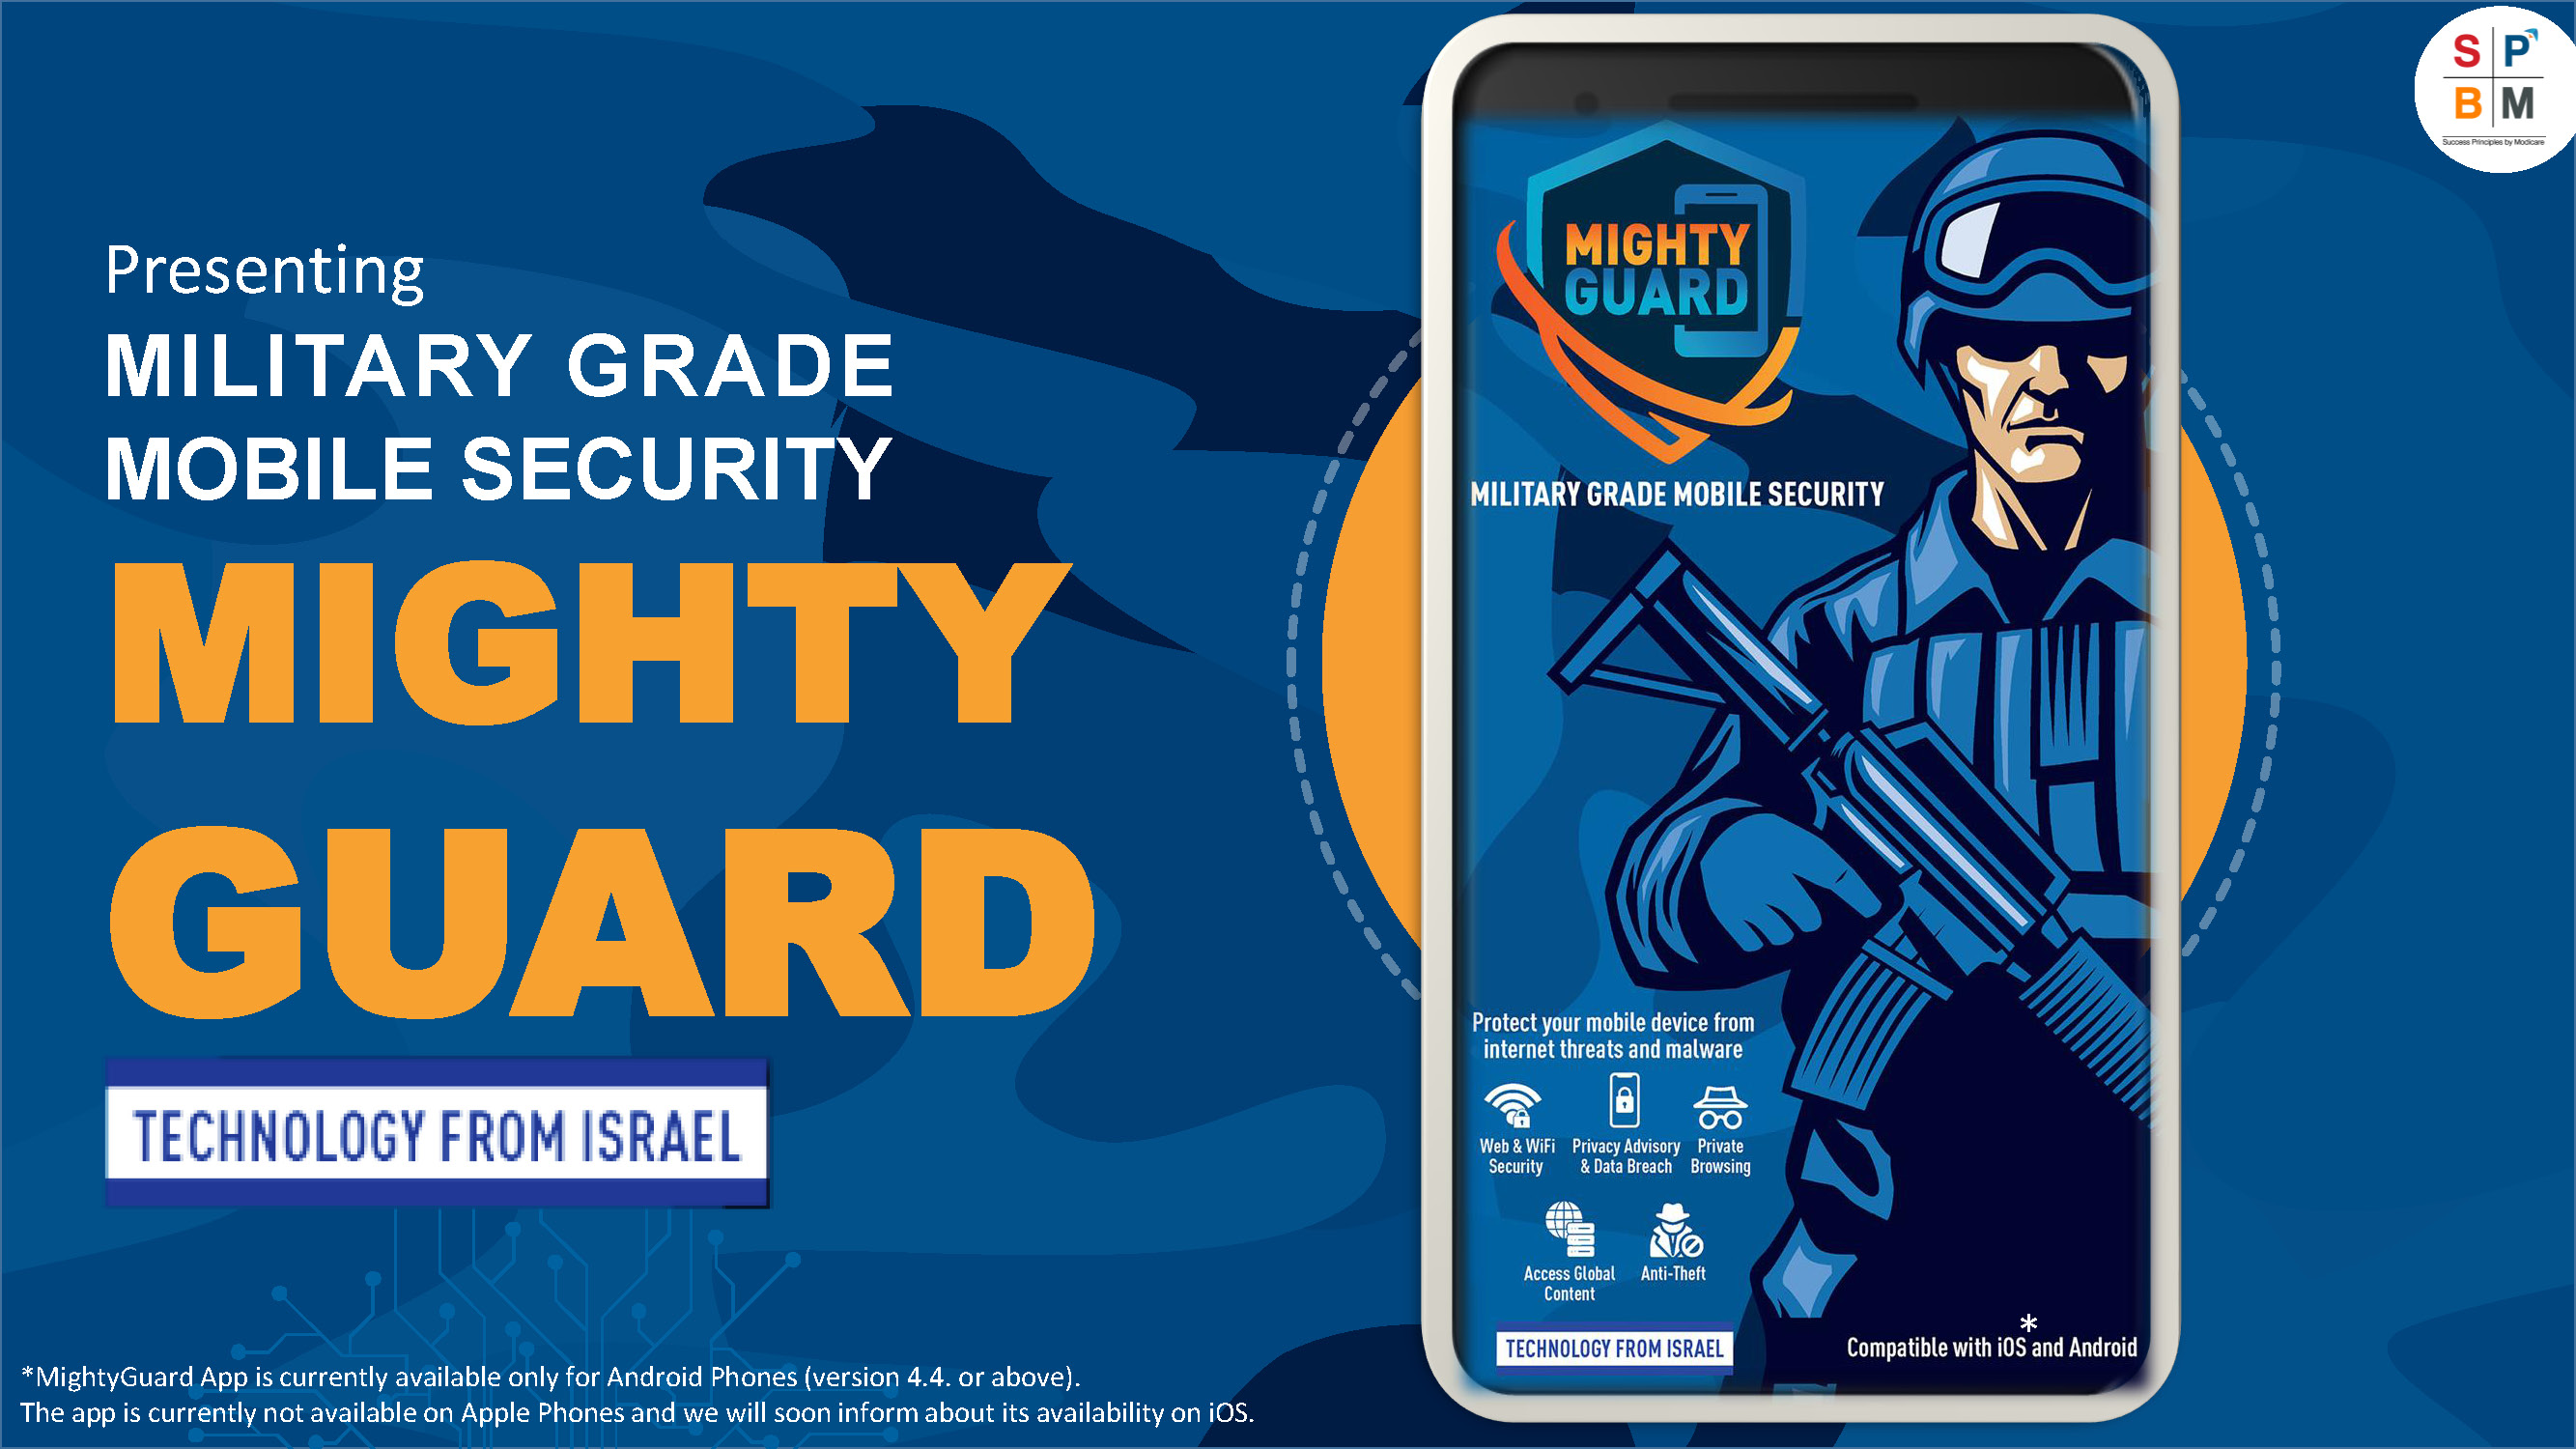 Presenting
MILITARY GRADE
MOBILE SECURITY
MIGHTY
GUARD
TECHNOLOGY FROM ISRAEL
*MightyGuard App is currently available only for Android Phones (version 4.4. or above).
The app is currently not available on Apple Phones and we will soon inform about its availability on iOS.
MIGHTY
GUARD
MILITARY GRADE MOBILE SECURITY
Protect your mobile device from
internet threats and malware
Web & WiFi
Security
Privacy Advisory
& Data Breach
Private
Browsing
Access Global
Content
Anti-Theft
TECHNOLOGY FROM ISRAEL
*
Compatible with iOS and Android
S P
B M
Success Principles by Modicare